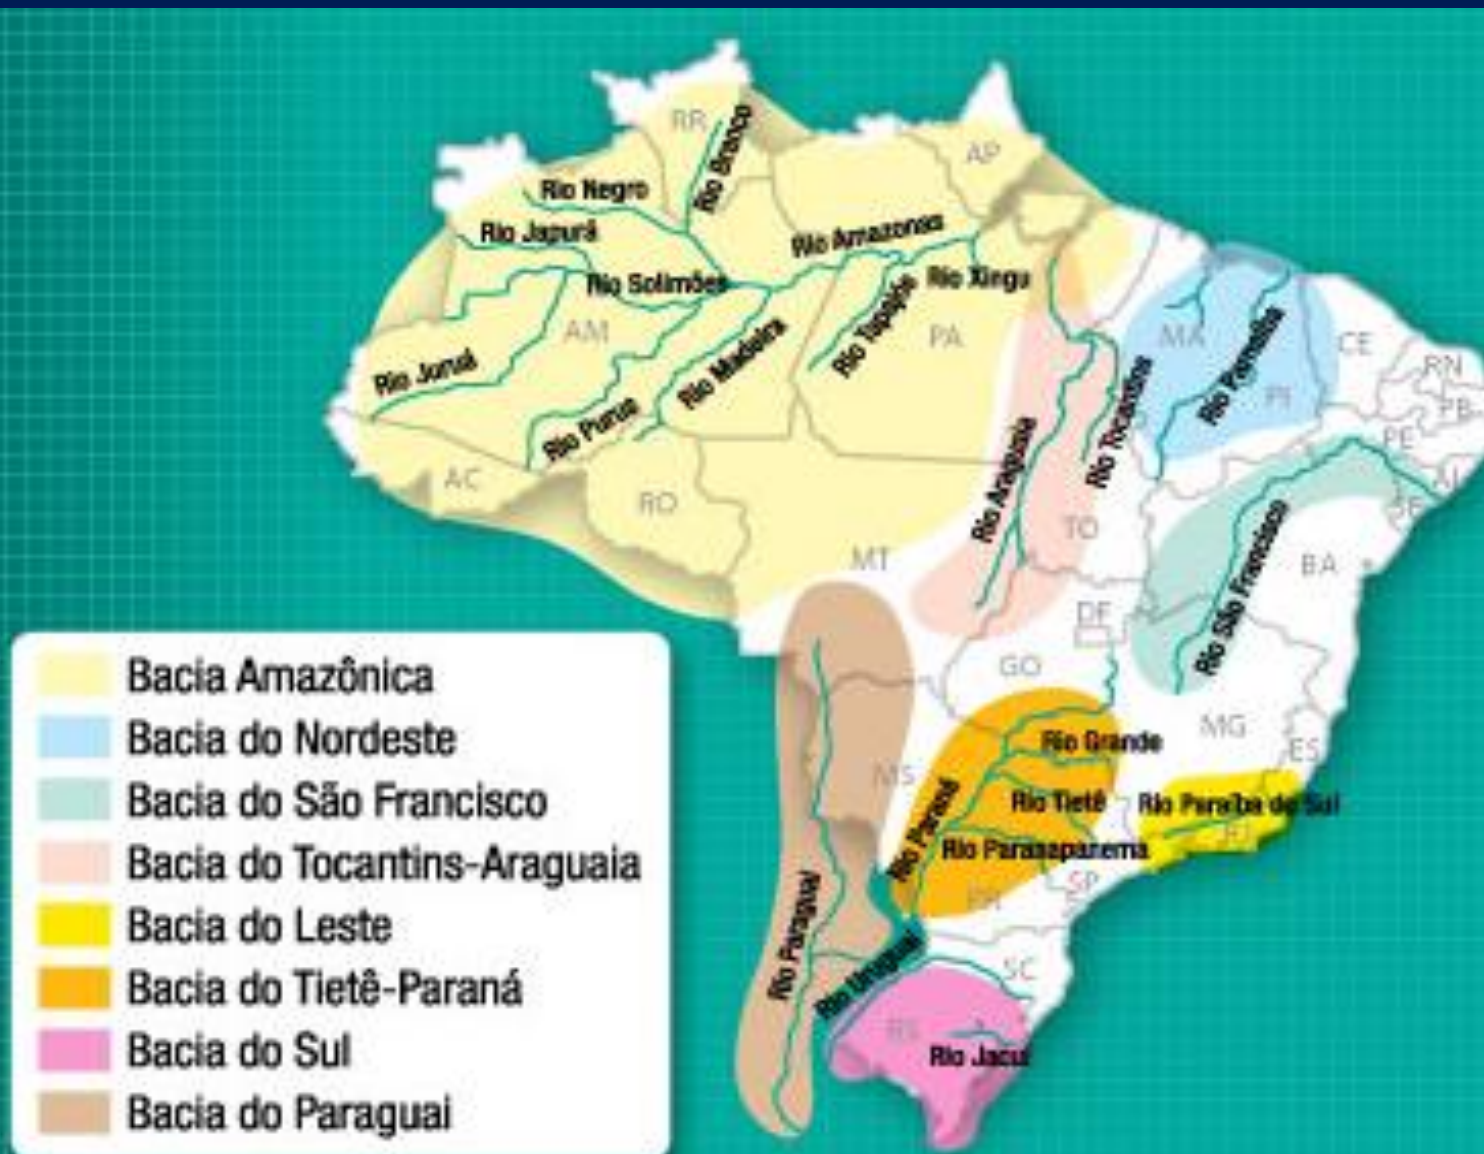 RR
AP
Rio Branco
Rio Negro
Rio Japurá
Rio Amazonas
Rio Solimões
Rio Xingu
AM
PA
MA
CE
RN
PB
PI
PE
AL
SE
Rio Juruá
Rio Purus
Rio Madeira
Rio Tapajós
Rio Tocantins
Rio Parnaíba
Rio Araguaia
AC
RO
TO
MT
BA
Rio São Francisco
DF
GO
MG
ES
MS
Rio Grande
Rio Tietê
Rio Paraíba do Sul
RJ
Rio Paraná
Rio Paranapanema
SP
PR
Rio Paraguai
Rio Uruguai
SC
RS
Rio Jacuí
Bacia Amazônica
Bacia do Nordeste
Bacia do São Francisco
Bacia do Tocantins-Araguaia
Bacia do Leste
Bacia do Tietê-Paraná
Bacia do Sul
Bacia do Paraguai